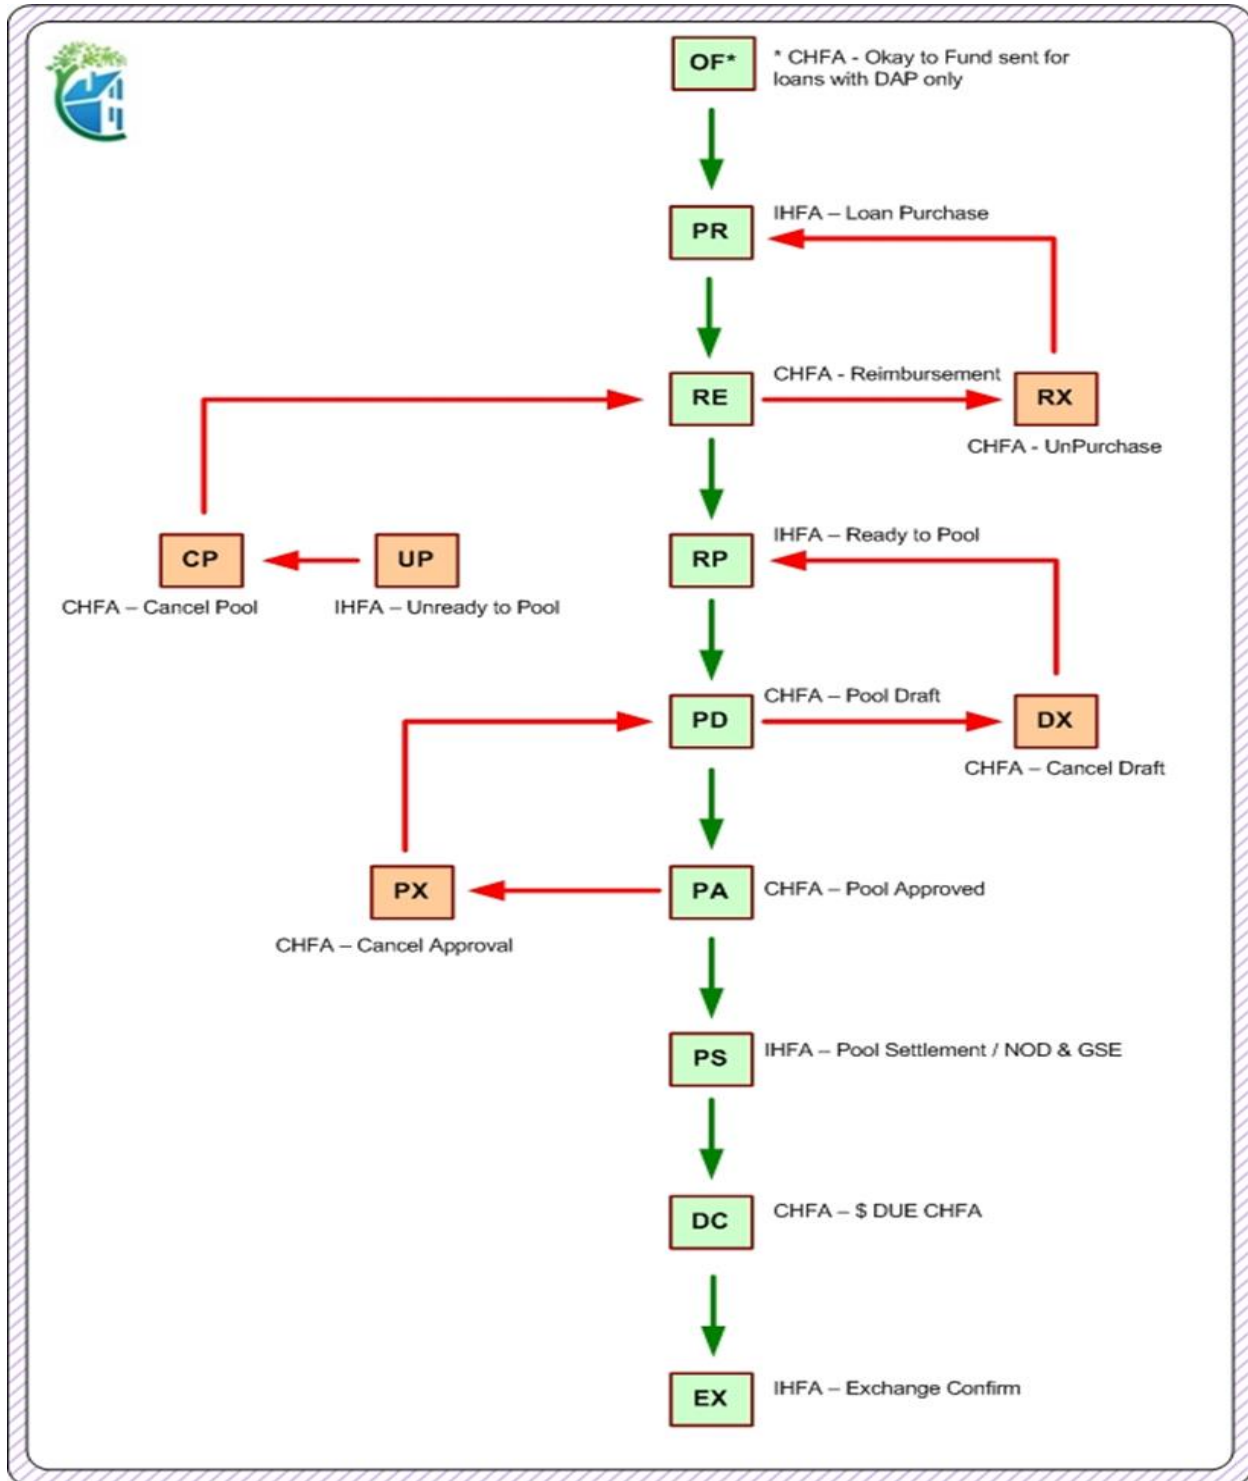 OF*
* CHFA - Okay to Fund sent for
loans with DAP only
IHFA – Loan Purchase
PR
CHFA - Reimbursement
RE
RX
CHFA - UnPurchase
IHFA – Ready to Pool
CP
UP
RP
CHFA – Cancel Pool
IHFA – Unready to Pool
CHFA – Pool Draft
PD
DX
CHFA – Cancel Draft
PX
PA
CHFA – Pool Approved
CHFA – Cancel Approval
PS
IHFA – Pool Settlement / NOD & GSE
DC
CHFA – $ DUE CHFA
EX
IHFA – Exchange Confirm